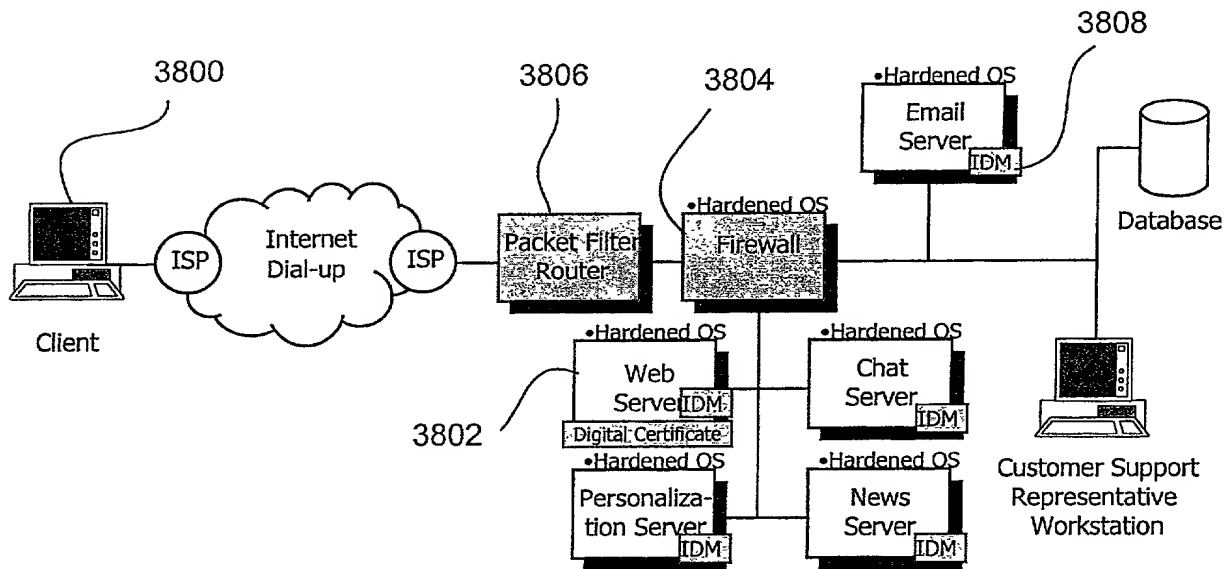 3800
3806
3804
3808
•Hardened OS
Email
Server
IDM
Database
ISP
Internet
Dial-up
ISP
Packet Filter
Router
•Hardened OS
Firewall
Client
•Hardened OS
Web
Server
IDM
Digital Certificate
3802
•Hardened OS
Chat
Server
IDM
•Hardened OS
Personaliza-
tion Server
IDM
•Hardened OS
News
Server
IDM
Customer Support
Representative
Workstation